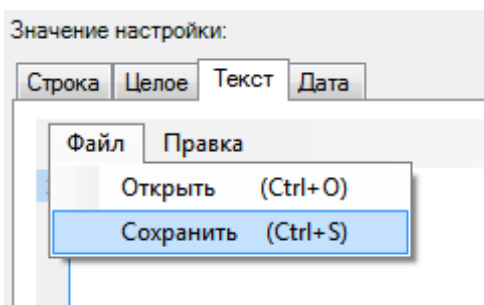 Значение настройки:
Строка Целое Текст Дата
Файл Правка
Открыть (Ctrl+O)
Сохранить (Ctrl+S)